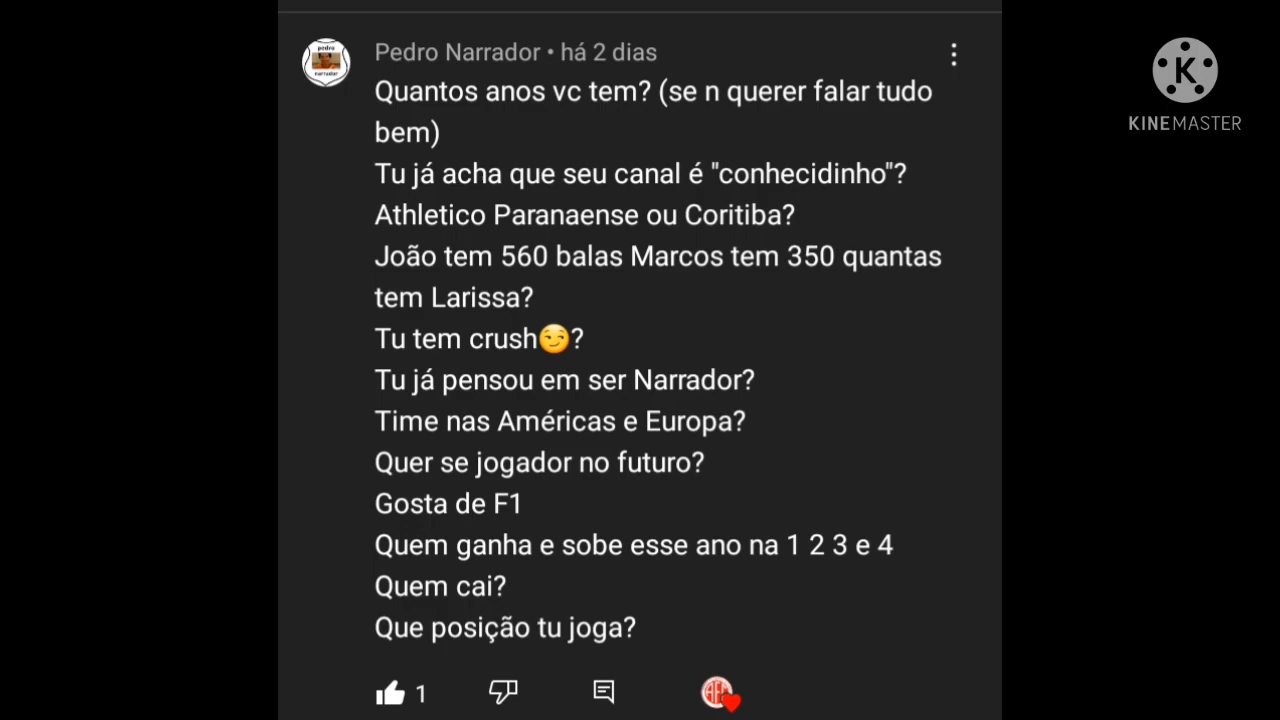 Pedro Narrador • há 2 dias
Quantos anos vc tem? (se n querer falar tudo
bem)
Tu já acha que seu canal é "conhecidinho"?
Athletico Paranaense ou Coritiba?
João tem 560 balas Marcos tem 350 quantas
tem Larissa?
Tu tem crush😏?
Tu já pensou em ser Narrador?
Time nas Américas e Europa?
Quer se jogador no futuro?
Gosta de F1
Quem ganha e sobe esse ano na 1 2 3 e 4
Quem cai?
Que posição tu joga?
1
pedro
narrador
K
KINEMASTER